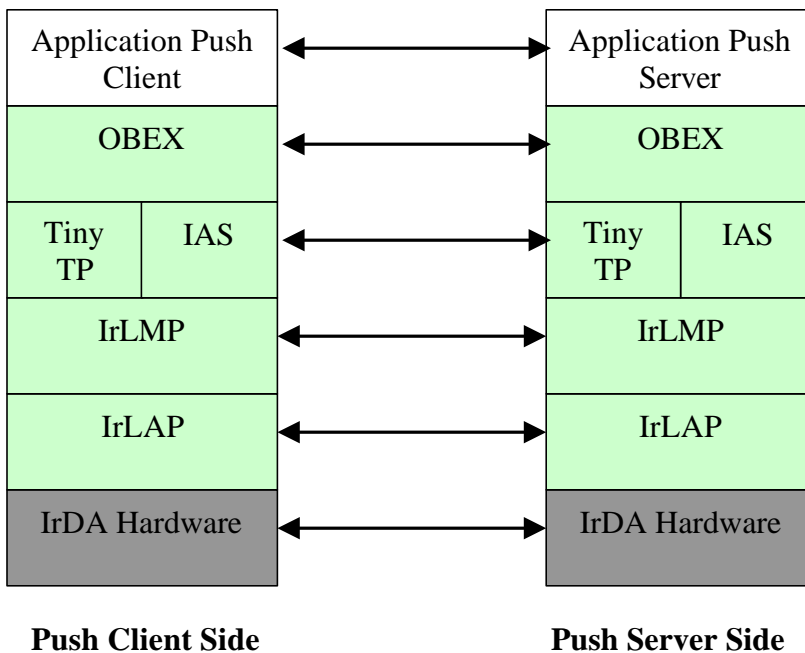 Application Push
Client
Application Push
Server
OBEX
OBEX
Tiny
TP
IAS
Tiny
TP
IAS
IrLMP
IrLMP
IrLAP
IrLAP
IrDA Hardware
IrDA Hardware
Push Client Side
Push Server Side